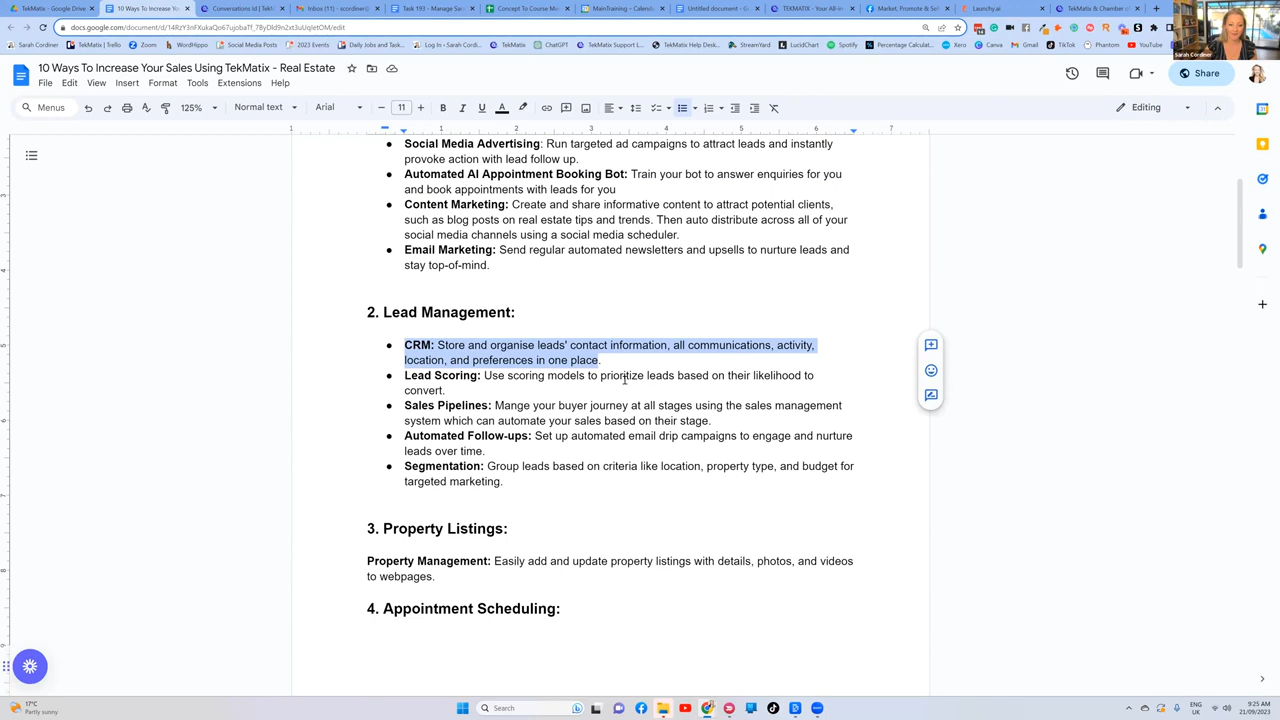 TekMatix - Google Drive
10 Ways To Increase You
Conversations Id | TekM
Inbox (11) - scordiner@
Task 193 - Manage Sar
Concept To Course M
MainTraining - Calenda
Untitled document - G
TEKMATIX - Your All-in
Market, Promote & Sel
Launchy.ai
TekMatix & Chamber o
docs.google.com/document/d/
/edit
Sarah Cordiner
TekMatix | Trello
Zoom
WordHippo
Social Media Posts
2023 Events
Daily Jobs and Task...
Log In ‹ Sarah Cordi...
TekMatix
ChatGPT
TekMatix Support L...
TekMatix Help Desk...
StreamYard
LucidChart
Spotify
Percentage Calculat...
Xero
Canva
Gmail
TikTok
Phantom
YouTube
Sarah Cordiner
10 Ways To Increase Your Sales Using TekMatix - Real Estate
Share
File Edit View Insert Format Tools Extensions Help
Menus
125%
Normal text
Arial
11
Editing
1 1 2 3 4 5 6 7
• Social Media Advertising: Run targeted ad campaigns to attract leads and instantly
provoke action with lead follow up.
• Automated AI Appointment Booking Bot: Train your bot to answer enquiries for you
and book appointments with leads for you
• Content Marketing: Create and share informative content to attract potential clients,
such as blog posts on real estate tips and trends. Then auto distribute across all of your
social media channels using a social media scheduler.
• Email Marketing: Send regular automated newsletters and upsells to nurture leads and
stay top-of-mind.
2. Lead Management:
• CRM: Store and organise leads' contact information, all communications, activity,
location, and preferences in one place.
• Lead Scoring: Use scoring models to prioritize leads based on their likelihood to
convert.
• Sales Pipelines: Mange your buyer journey at all stages using the sales management
system which can automate your sales based on their stage.
• Automated Follow-ups: Set up automated email drip campaigns to engage and nurture
leads over time.
• Segmentation: Group leads based on criteria like location, property type, and budget for
targeted marketing.
3. Property Listings:
Property Management: Easily add and update property listings with details, photos, and videos
to webpages.
4. Appointment Scheduling:
17°C
Partly sunny
Search
ENG
UK
9:25 AM
21/09/2023